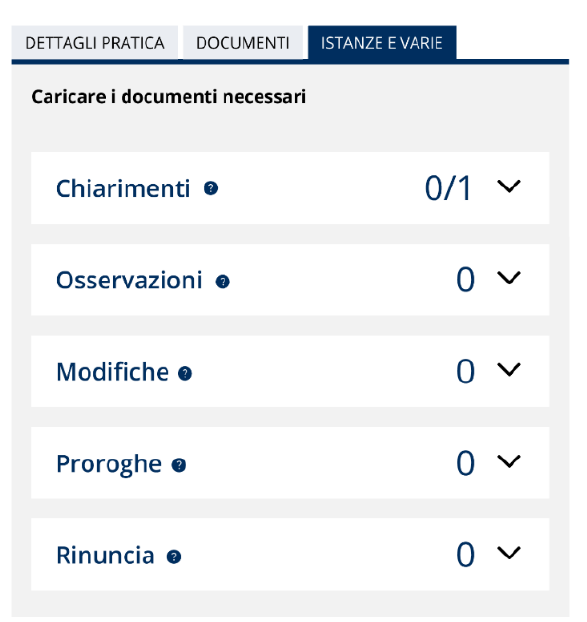 DETTAGLI PRATICA DOCUMENTI ISTANZE E VARIE
Caricare i documenti necessari
Chiarimenti ? 0/1
Osservazioni ? 0
Modifiche ? 0
Proroghe ? 0
Rinuncia ? 0